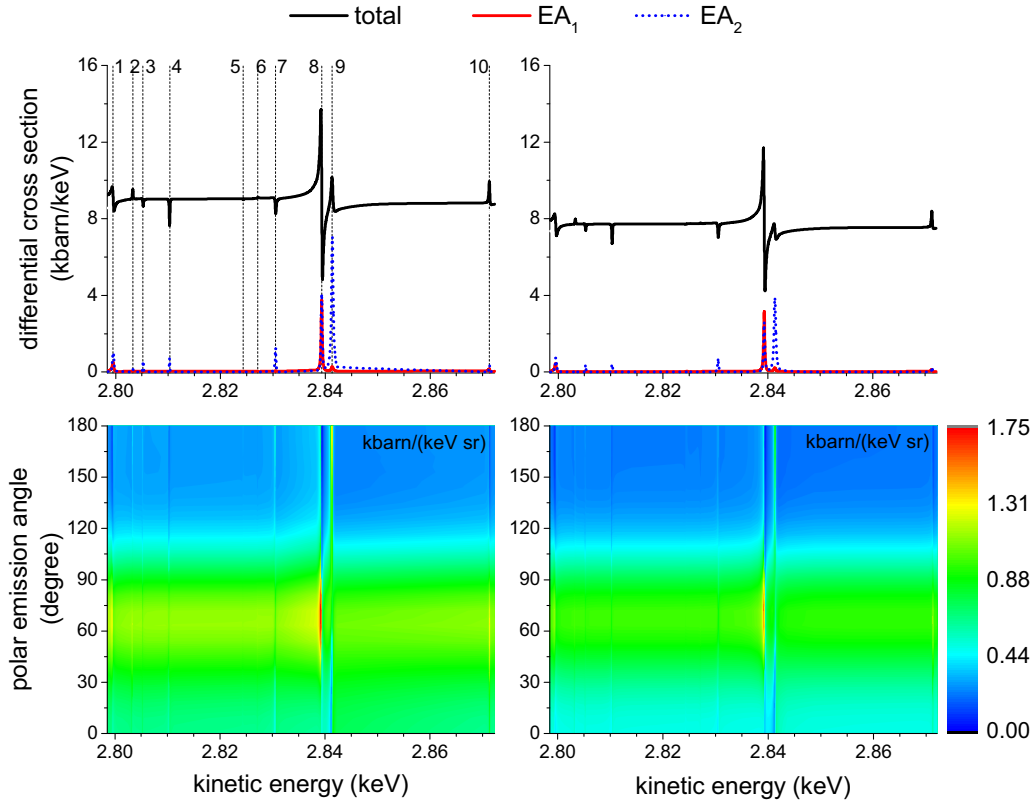 total EA₁ EA₂
differential cross section
(kbarn/keV)
16
12
8
4
0
1 2 3 4 5 6 7 8 9 10
2.80 2.82 2.84 2.86
16
12
8
4
0
2.80 2.82 2.84 2.86
polar emission angle
(degree)
180
150
120
90
60
30
0
kbarn/(keV sr)
2.80 2.82 2.84 2.86
kinetic energy (keV)
180
150
120
90
60
30
0
kbarn/(keV sr)
2.80 2.82 2.84 2.86
kinetic energy (keV)
1.75
1.31
0.88
0.44
0.00